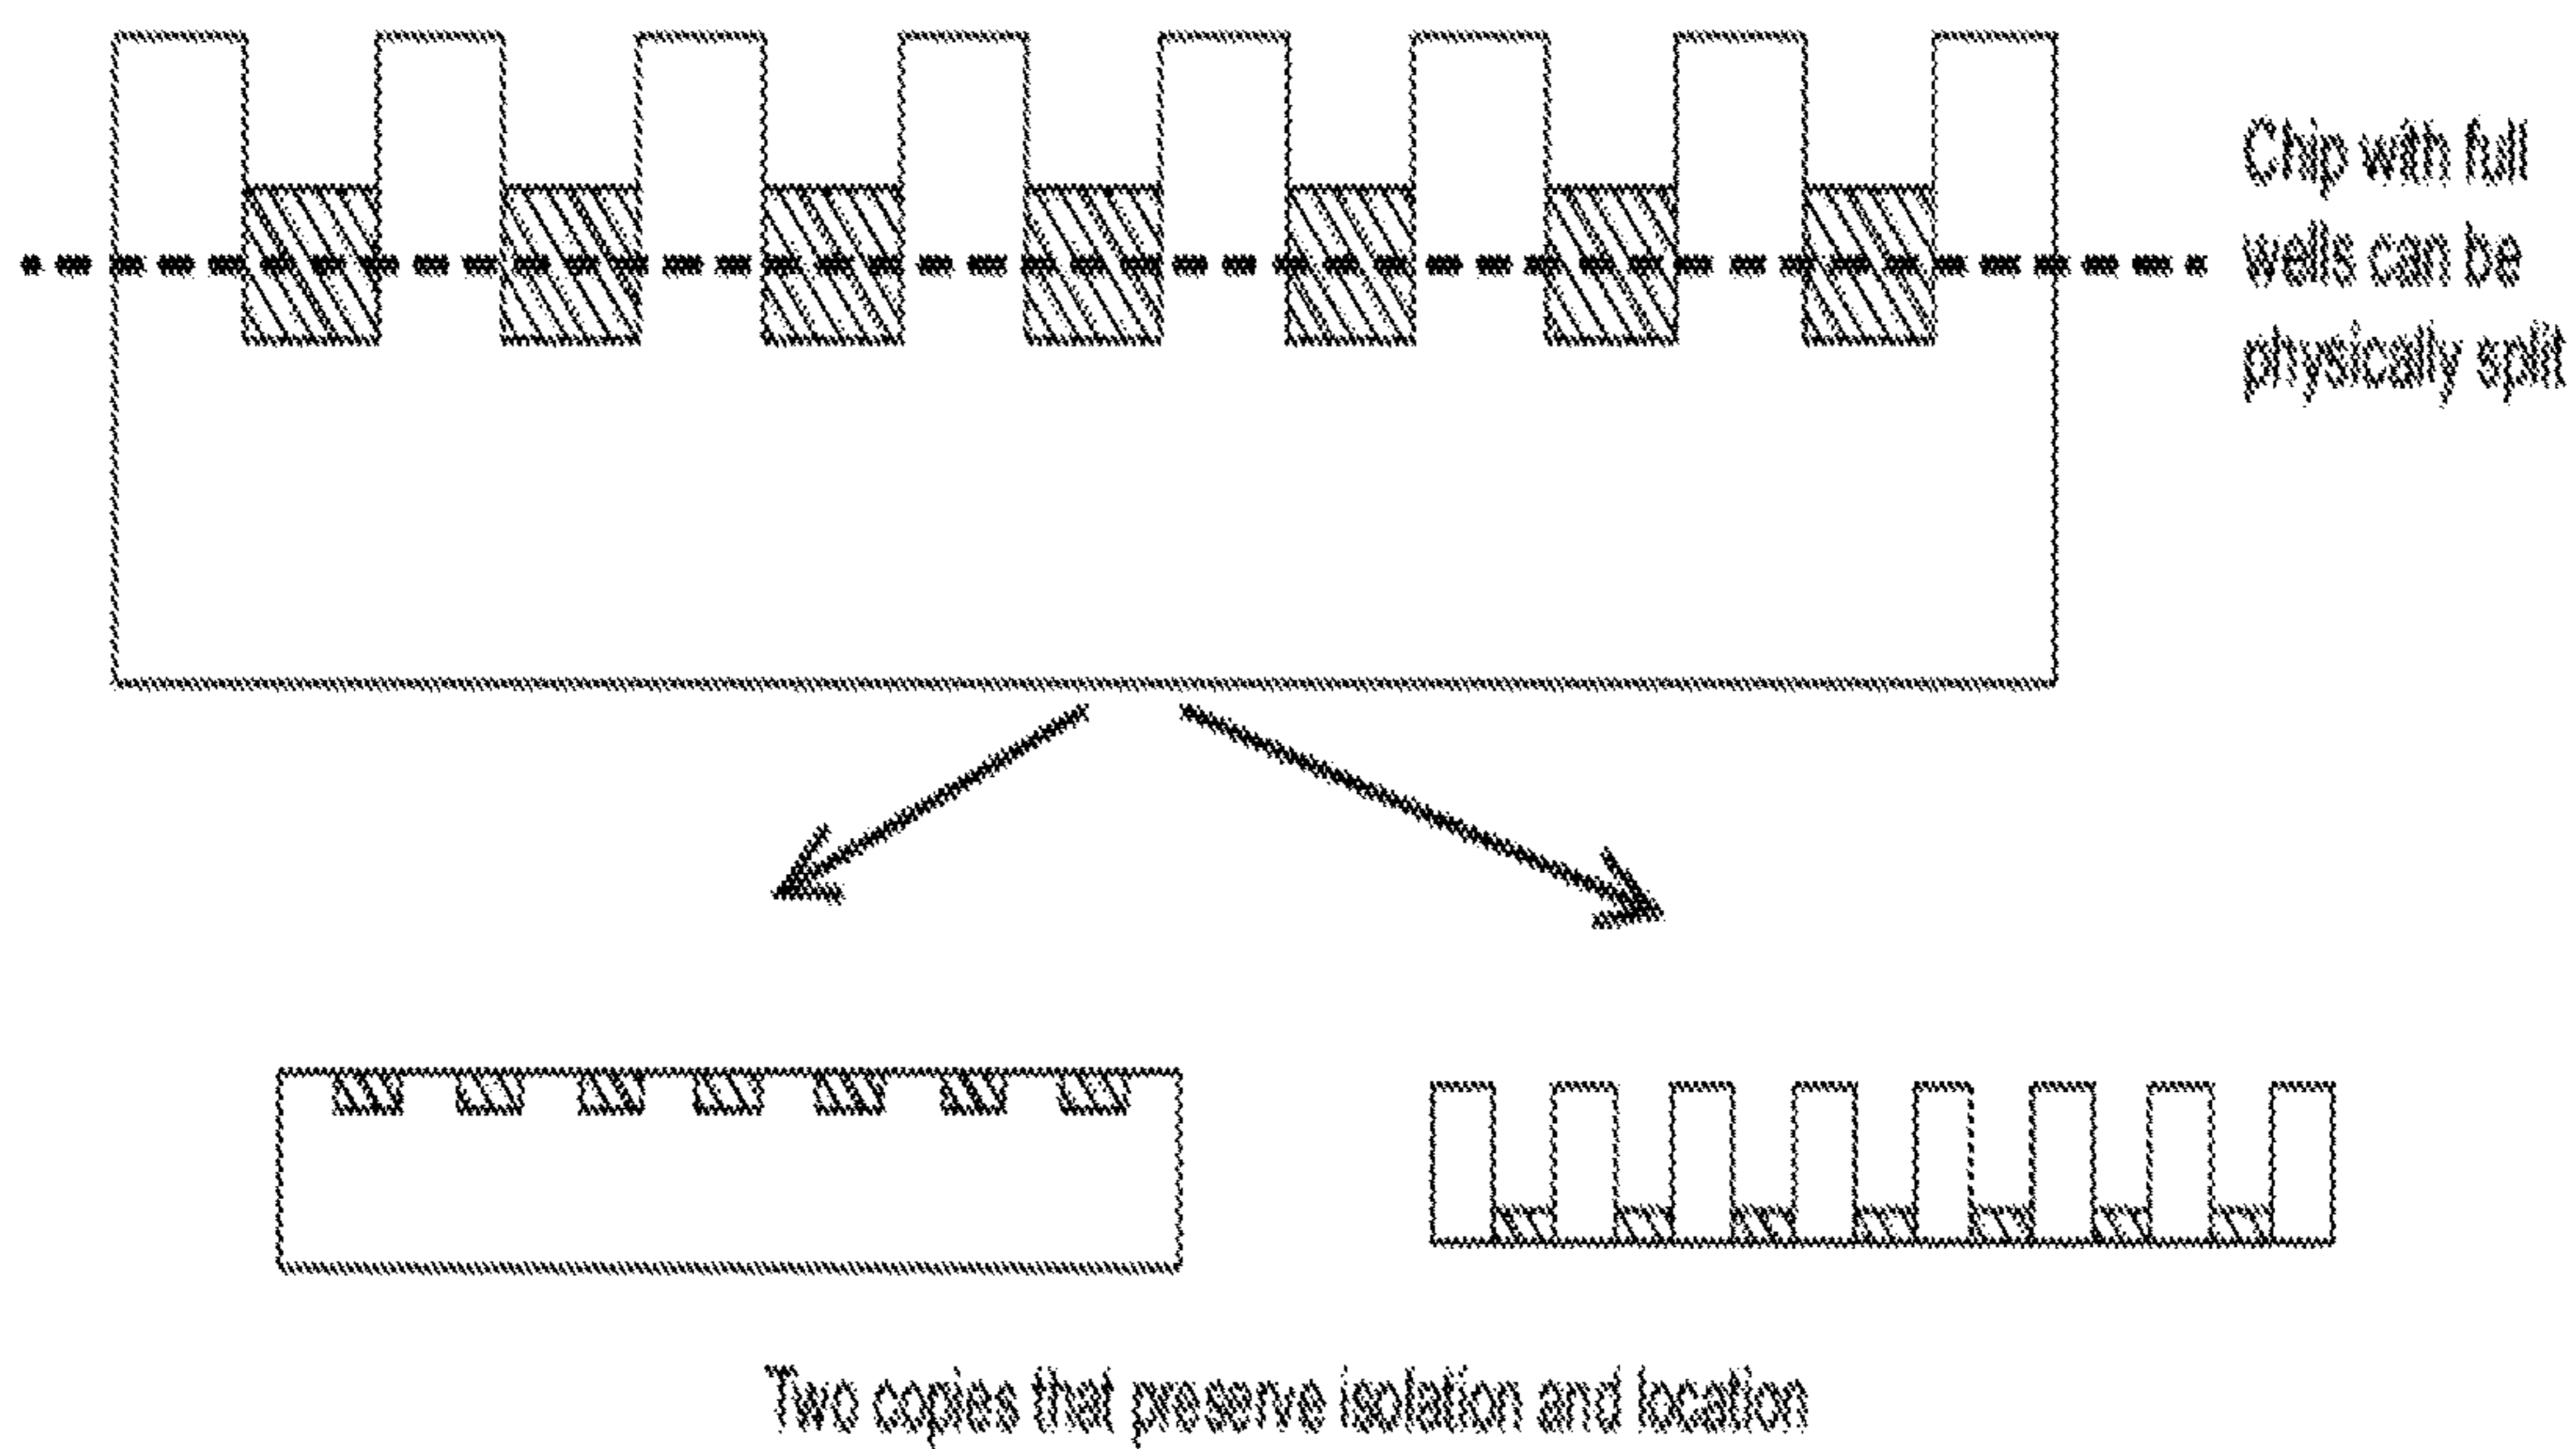 Chip with full
wells can be
physically split
Two copies that preserve isolation and location